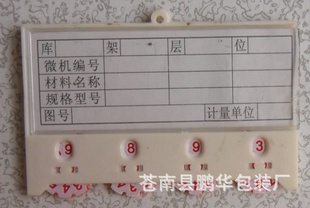 库 架 层 位
微机编号
材料名称
规格型号
图号 计量单位
9 8 9 3
苍南县鹏华包装厂